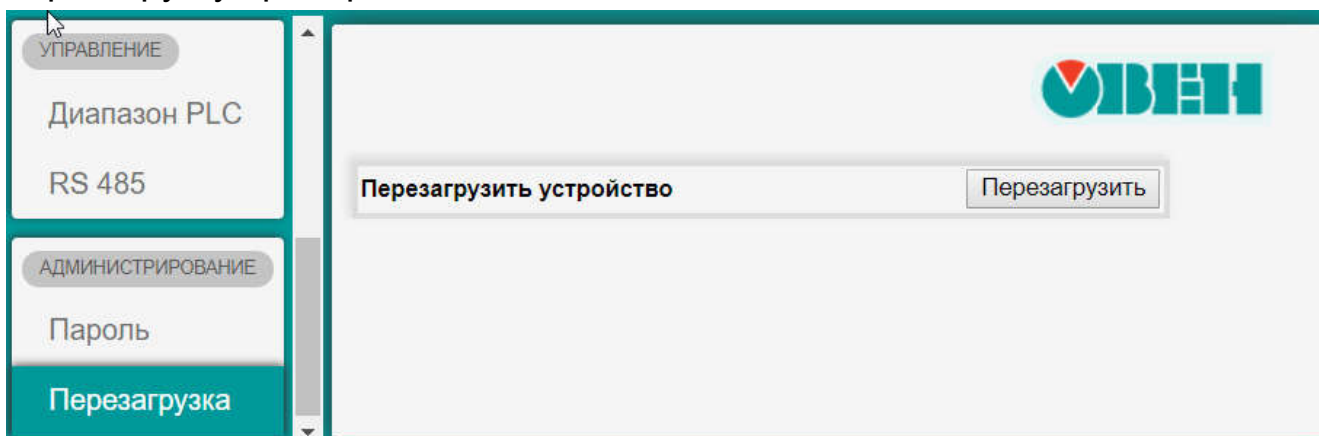 УПРАВЛЕНИЕ
Диапазон PLC
RS 485
АДМИНИСТРИРОВАНИЕ
Пароль
Перезагрузка
ОВЕН
Перезагрузить устройство
Перезагрузить